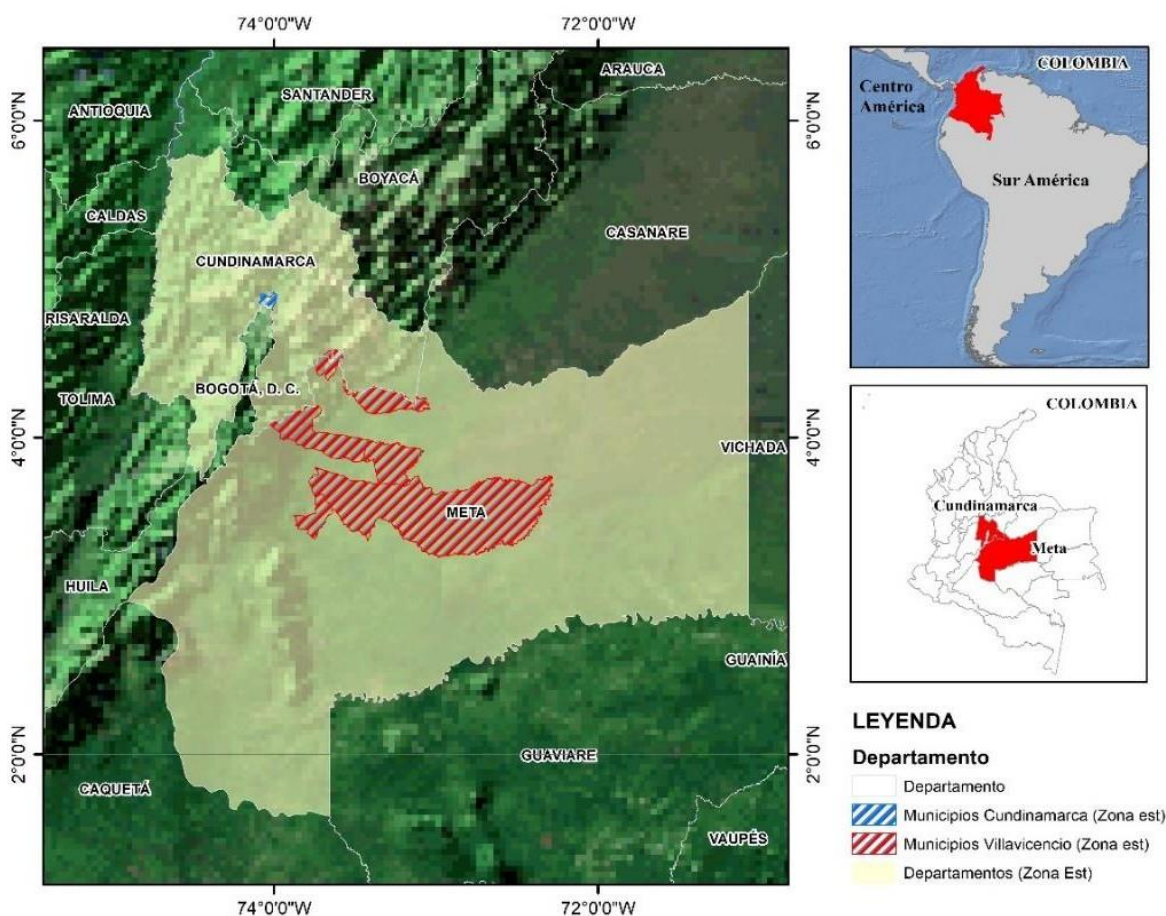 74°0'0"W
72°0'0"W
6°0'0"N
6°0'0"N
ARAUCA
SANTANDER
ANTIOQUIA
BOYACÁ
CALDAS
CASANARE
CUNDINAMARCA
RISARALDA
BOGOTÁ, D. C.
TOLIMA
4°0'0"N
4°0'0"N
VICHADA
META
HUILA
GUAINÍA
2°0'0"N
2°0'0"N
GUAVIARE
CAQUETÁ
VAUPÉS
74°0'0"W
72°0'0"W
COLOMBIA
Centro
América
Sur América
COLOMBIA
Cundinamarca
Meta
LEYENDA
Departamento
Departamento
Municipios Cundinamarca (Zona est)
Municipios Villavicencio (Zona est)
Departamentos (Zona Est)